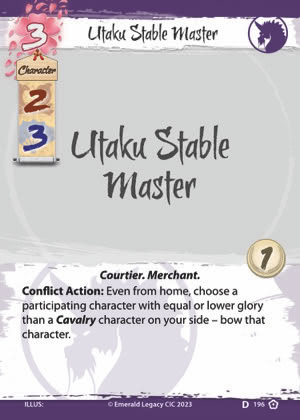 3
Utaku Stable Master
Character
2
3
Utaku Stable
Master
1
Courtier. Merchant.
Conflict Action: Even from home, choose a
participating character with equal or lower glory
than a Cavalry character on your side – bow that
character.
ILLUS:
© Emerald Legacy CIC 2023
D 196